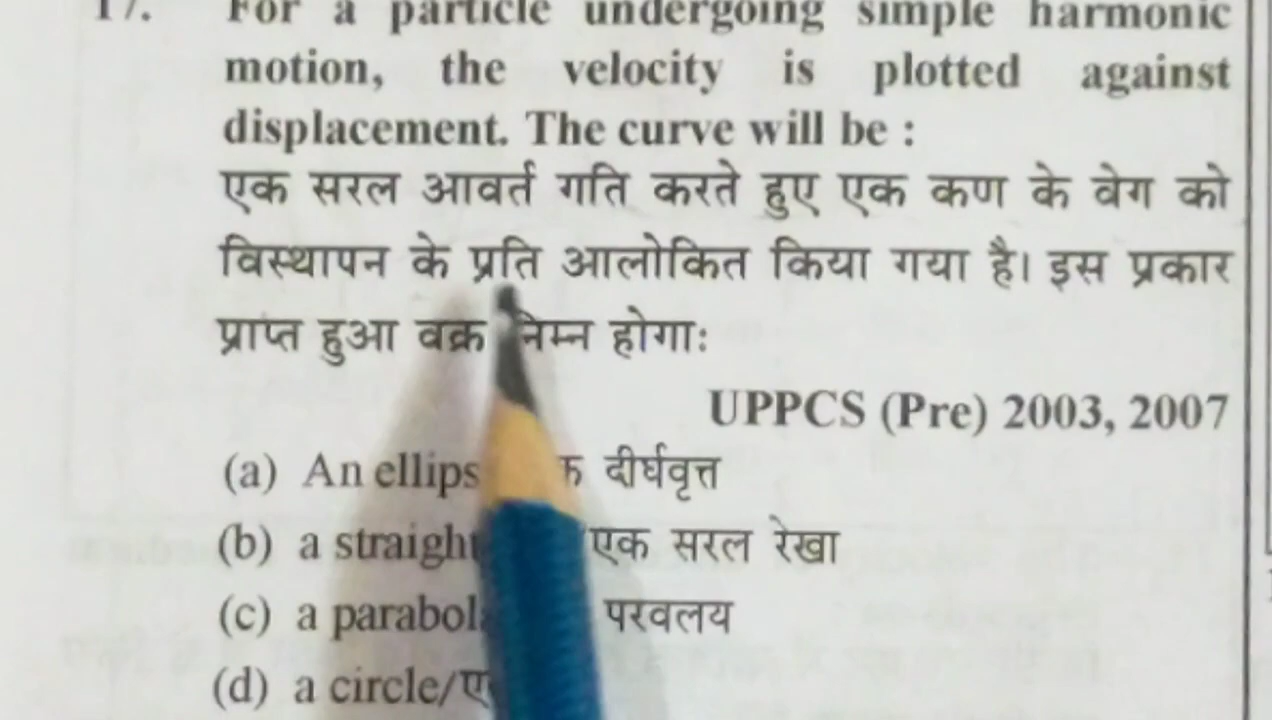 17. For a particle undergoing simple harmonic
motion, the velocity is plotted against
displacement. The curve will be :
एक सरल आवर्त गति करते हुए एक कण के वेग को
विस्थापन के प्रति आलोकित किया गया है। इस प्रकार
प्राप्त हुआ वक्र निम्न होगाः
UPPCS (Pre) 2003, 2007
(a) An ellips दीर्घवृत्त
(b) a straight एक सरल रेखा
(c) a parabol परवलय
(d) a circle/ए